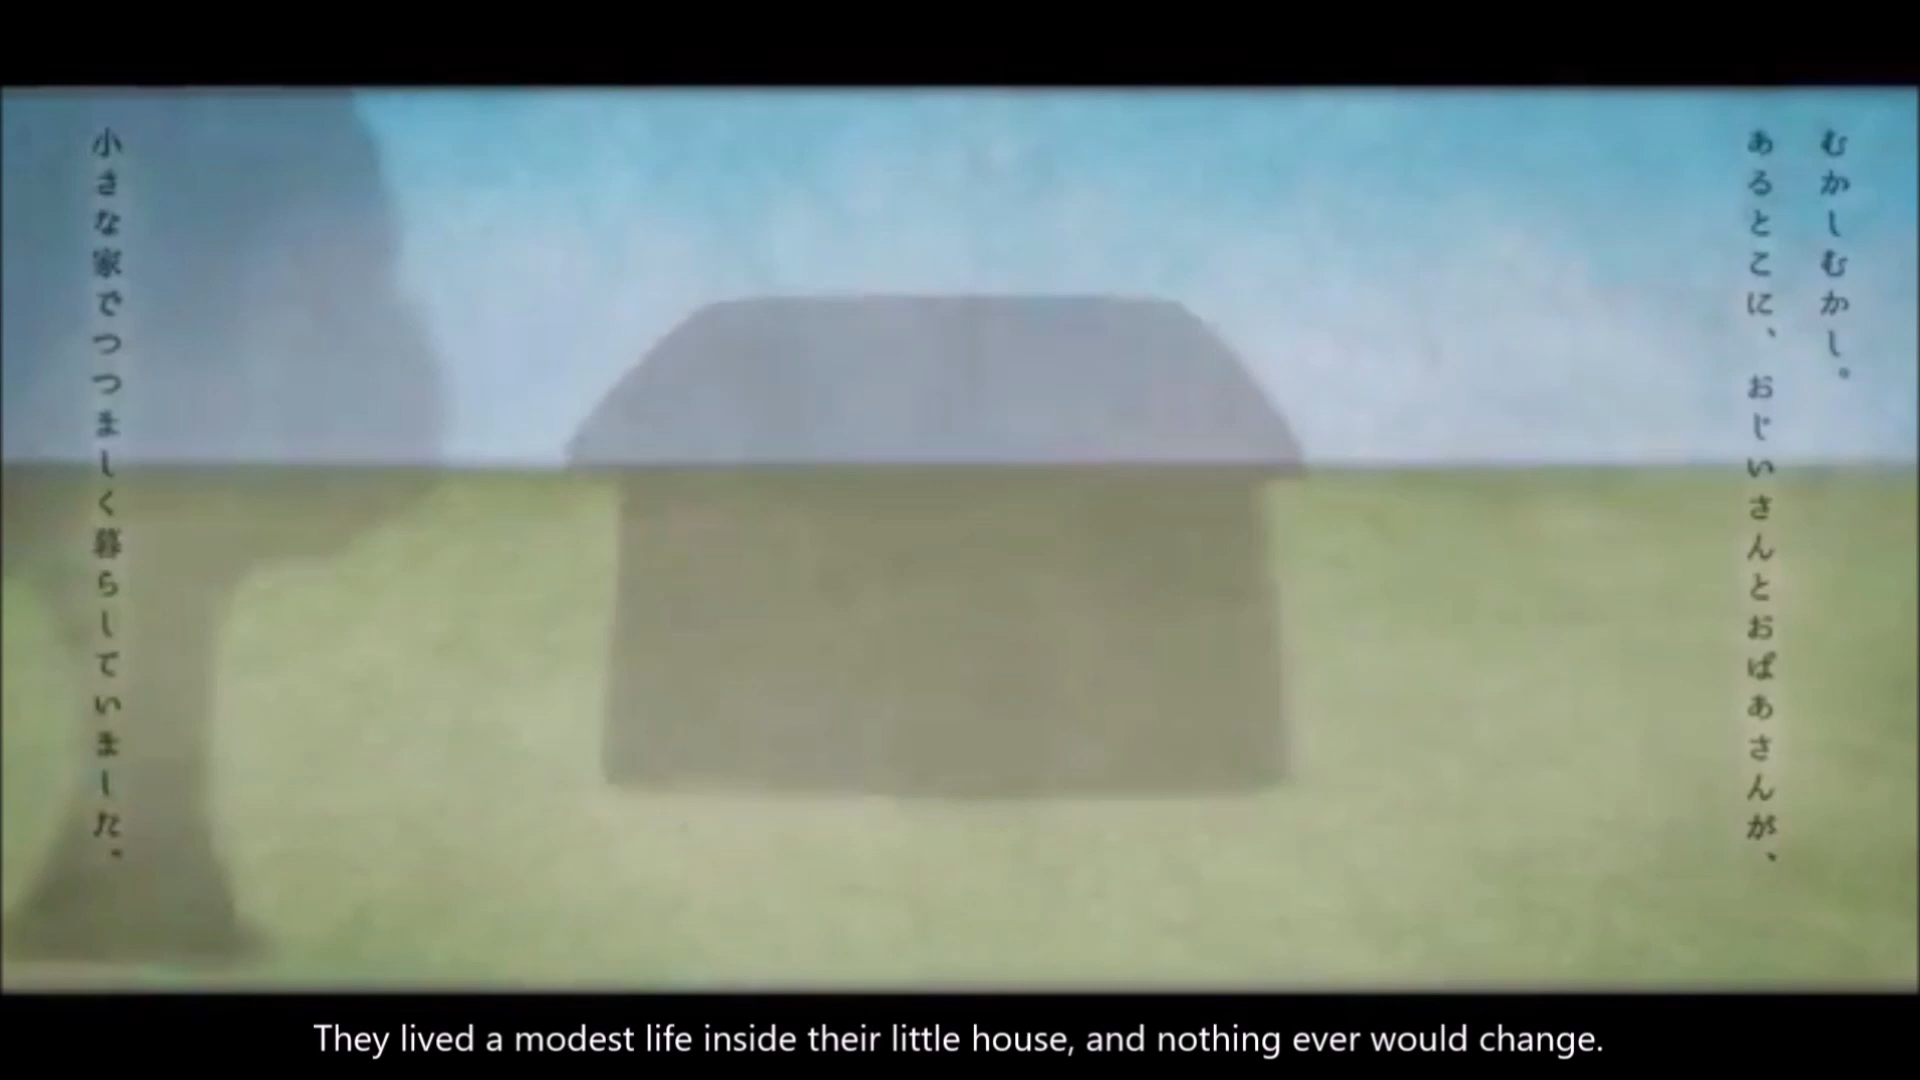 むかしむかし。
あるとこに、おじいさんとおばあさんが、
小さな家でつつましく暮らしていました。
They lived a modest life inside their little house, and nothing ever would change.